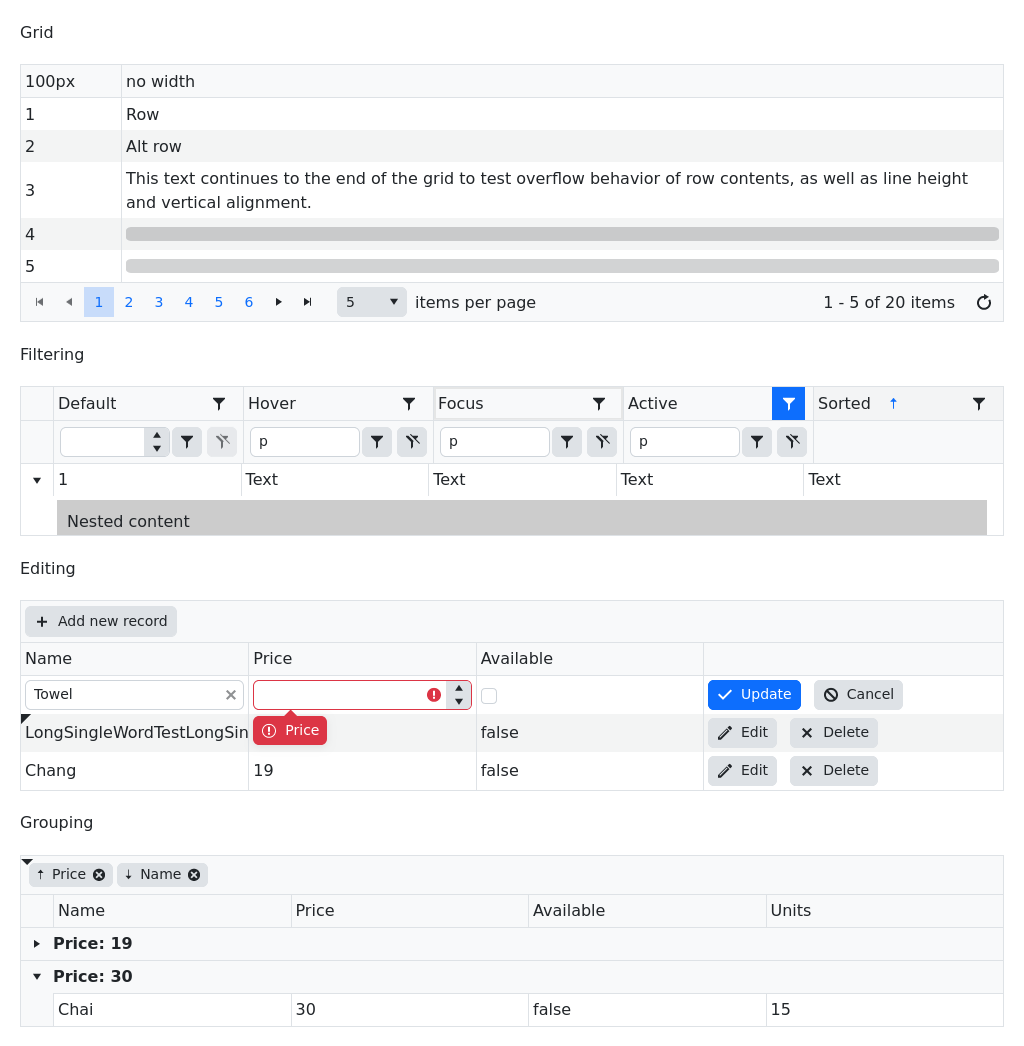 Grid
100px no width
1 Row
2 Alt row
3 This text continues to the end of the grid to test overflow behavior of row contents, as well as line height
and vertical alignment.
4
5
1 2 3 4 5 6 5 items per page 1 - 5 of 20 items
Filtering
Default Hover Focus Active Sorted
p p p
1 Text Text Text Text
Nested content
Editing
Add new record
Name Price Available
Towel Update Cancel
LongSingleWordTestLongSin Price false Edit Delete
Chang 19 false Edit Delete
Grouping
Price Name
Name Price Available Units
Price: 19
Price: 30
Chai 30 false 15